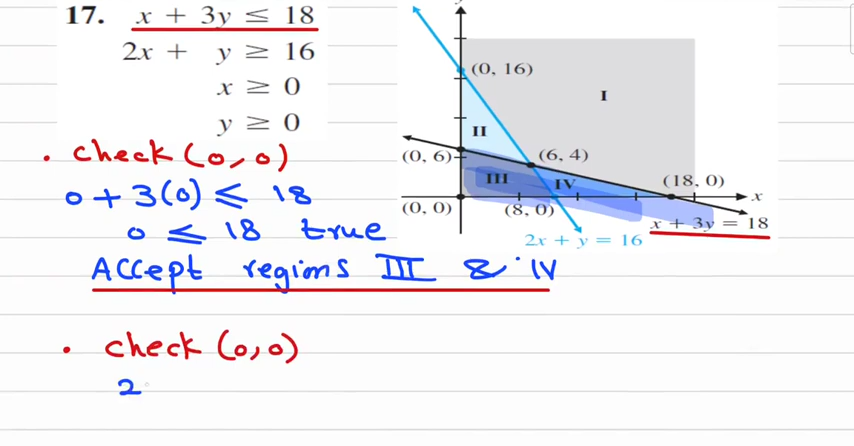 17. x + 3y ≤ 18
2x + y ≥ 16
x ≥ 0
y ≥ 0
(0, 16)
I
II
(0, 6)
(6, 4)
III
IV
(18, 0)
x
(0, 0)
(8, 0)
x + 3y = 18
2x + y = 16
• check (0, 0)
0 + 3(0) ≤ 18
0 ≤ 18 true
Accept regions III & IV
• check (0, 0)
2